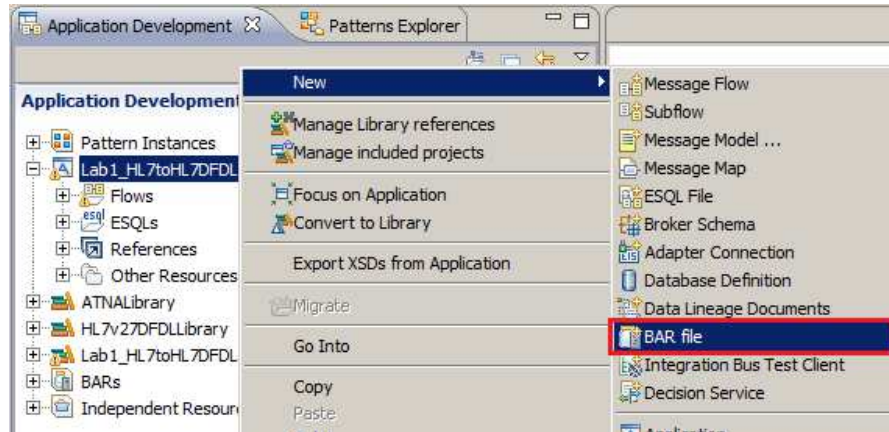 Application Development
Patterns Explorer
Application Development
Pattern Instances
Lab1_HL7toHL7DFDL
Flows
ESQLs
References
Other Resources
ATNALibrary
HL7v27DFDLLibrary
Lab1_HL7toHL7DFDL
BARs
Independent Resour
New
Manage Library references
Manage included projects
Focus on Application
Convert to Library
Export XSDs from Application
Migrate
Go Into
Copy
Paste
Message Flow
Subflow
Message Model ...
Message Map
ESQL File
Broker Schema
Adapter Connection
Database Definition
Data Lineage Documents
BAR file
Integration Bus Test Client
Decision Service
Application